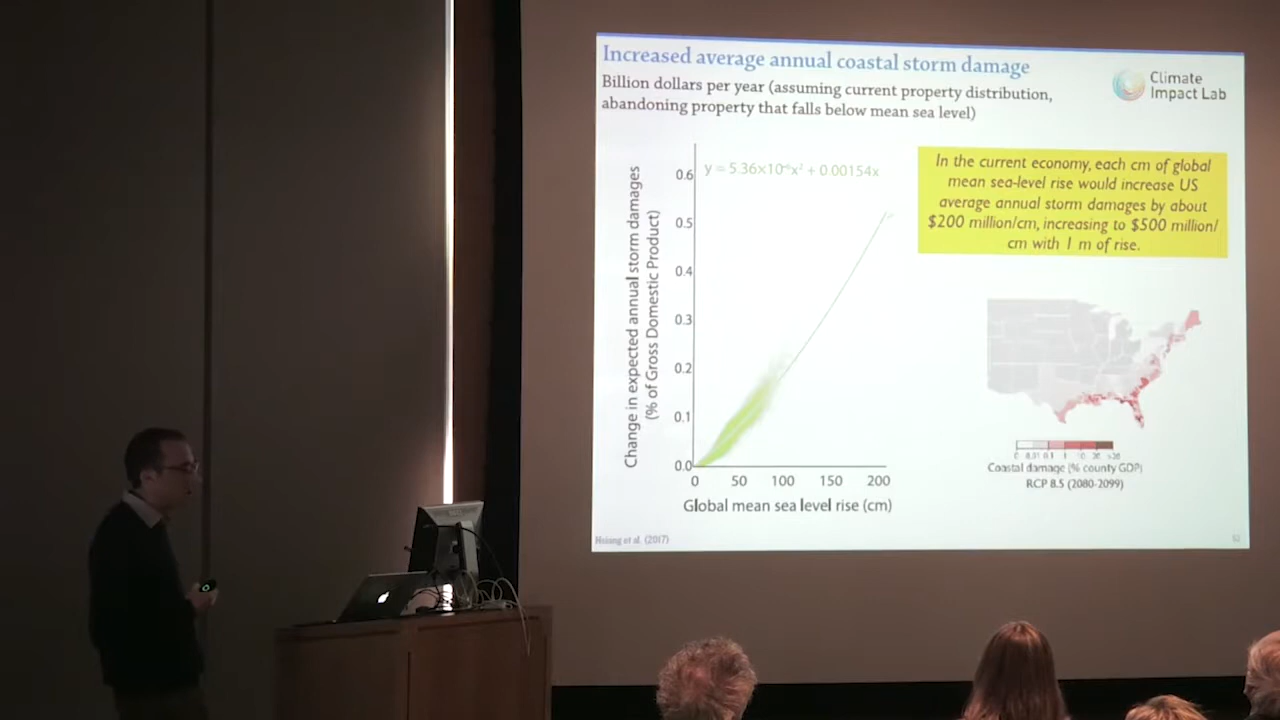 Increased average annual coastal storm damage
Billion dollars per year (assuming current property distribution,
abandoning property that falls below mean sea level)
Climate
Impact Lab
Change in expected annual storm damages
(% of Gross Domestic Product)
0.6
0.5
0.4
0.3
0.2
0.1
0.0
y = 5.36×10⁻⁶x² + 0.00154x
0 50 100 150 200
Global mean sea level rise (cm)
In the current economy, each cm of global
mean sea-level rise would increase US
average annual storm damages by about
$200 million/cm, increasing to $500 million/
cm with 1 m of rise.
Coastal damage (% county GDP)
RCP 8.5 (2080-2099)
Hsiang et al. (2017)